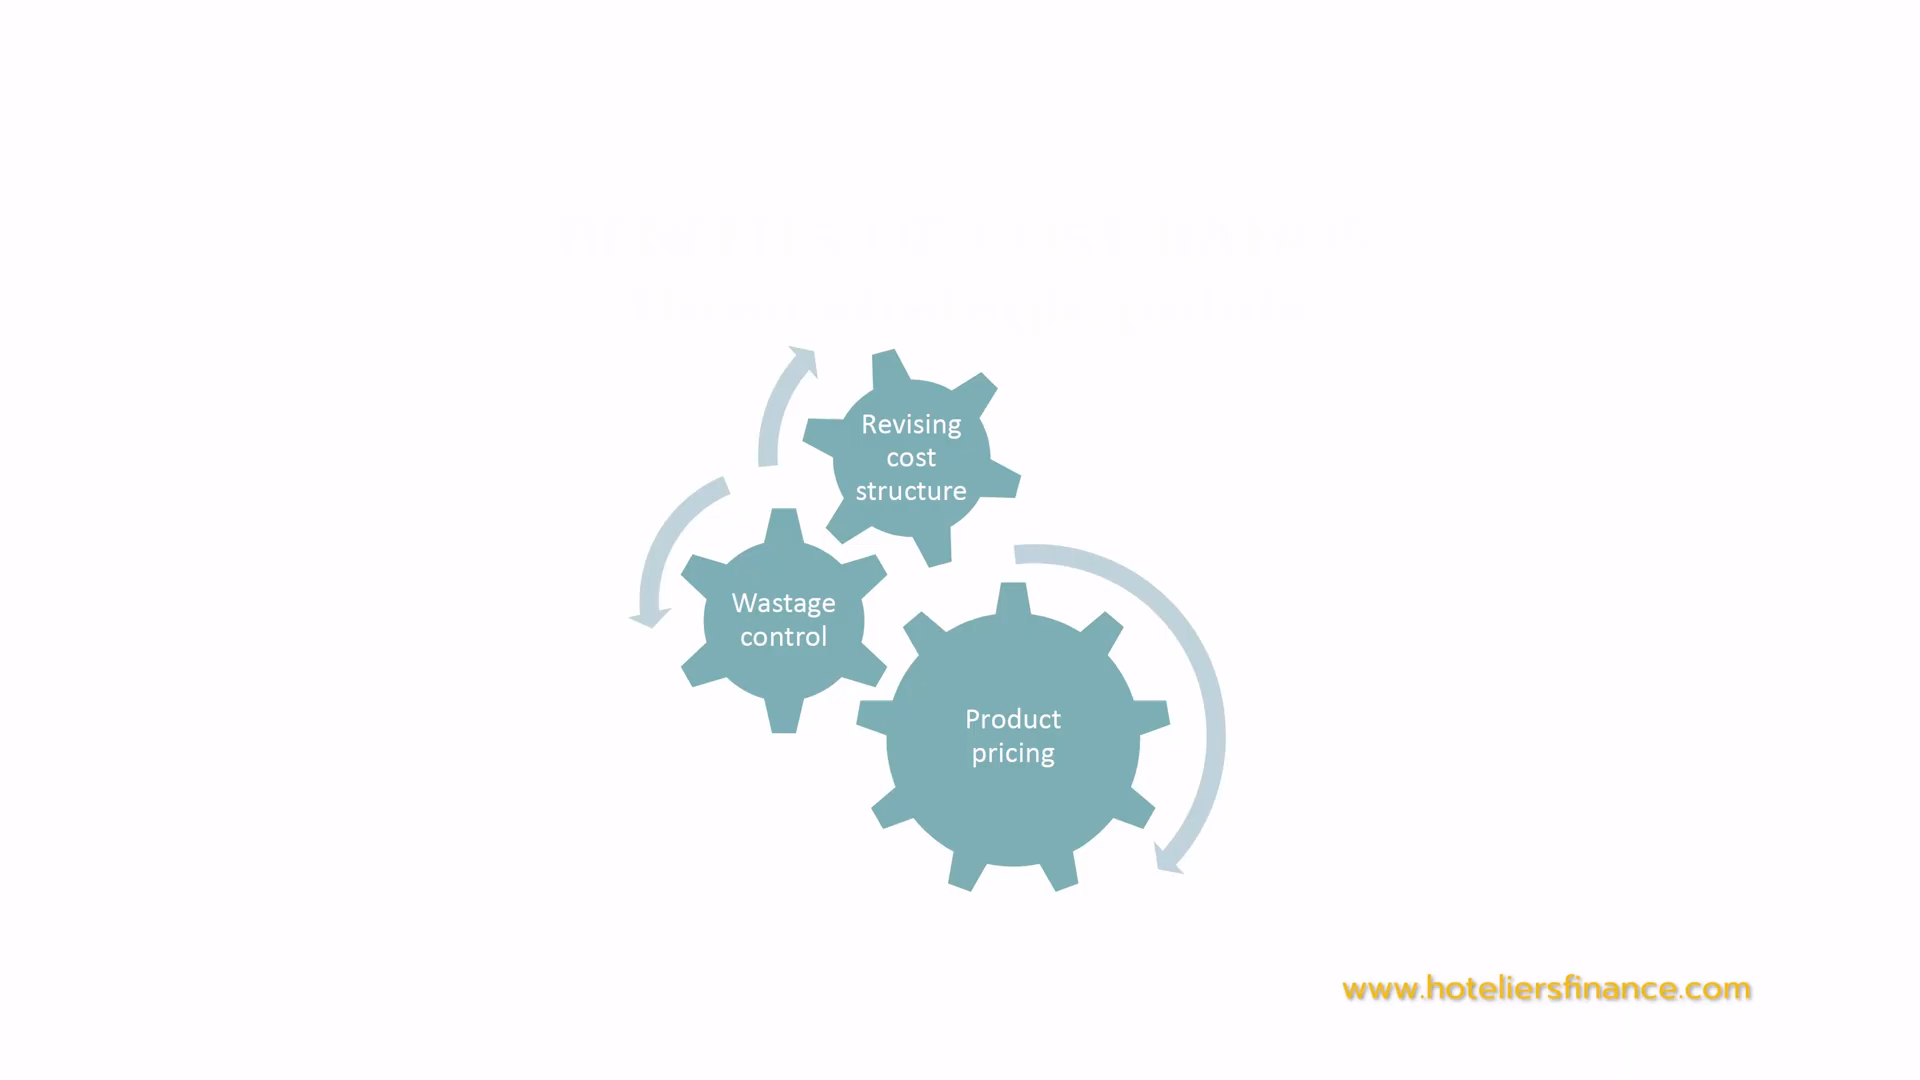 Revising
cost
structure
Wastage
control
Product
pricing
www.hoteliersfinance.com